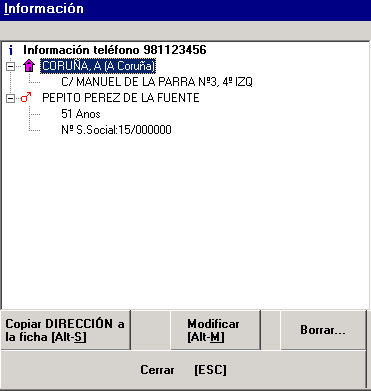 Información
i Información teléfono 981123456
CORUÑA, A (A Coruña)
C/ MANUEL DE LA PARRA Nº3, 4º IZQ
PEPITO PEREZ DE LA FUENTE
51 Anos
Nº S.Social:15/000000
Copiar DIRECCIÓN a
la ficha [Alt-S]
Modificar
[Alt-M]
Borrar...
Cerrar [ESC]